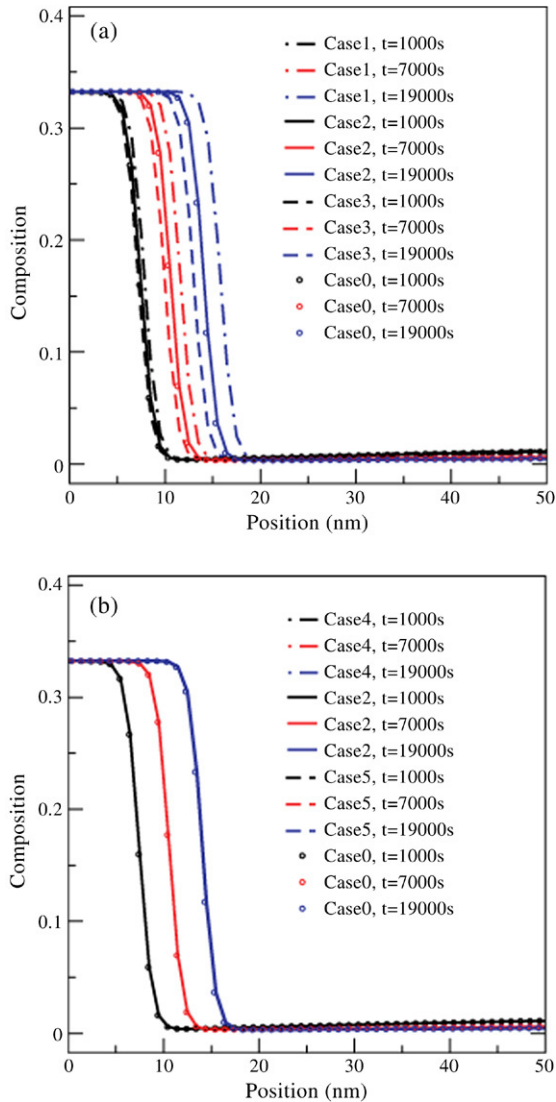 (a)
0.4
0.3
0.2
0.1
0
Composition
Case1, t=1000s
Case1, t=7000s
Case1, t=19000s
Case2, t=1000s
Case2, t=7000s
Case2, t=19000s
Case3, t=1000s
Case3, t=7000s
Case3, t=19000s
Case0, t=1000s
Case0, t=7000s
Case0, t=19000s
0 10 20 30 40 50
Position (nm)
(b)
0.4
0.3
0.2
0.1
0
Composition
Case4, t=1000s
Case4, t=7000s
Case4, t=19000s
Case2, t=1000s
Case2, t=7000s
Case2, t=19000s
Case5, t=1000s
Case5, t=7000s
Case5, t=19000s
Case0, t=1000s
Case0, t=7000s
Case0, t=19000s
0 10 20 30 40 50
Position (nm)